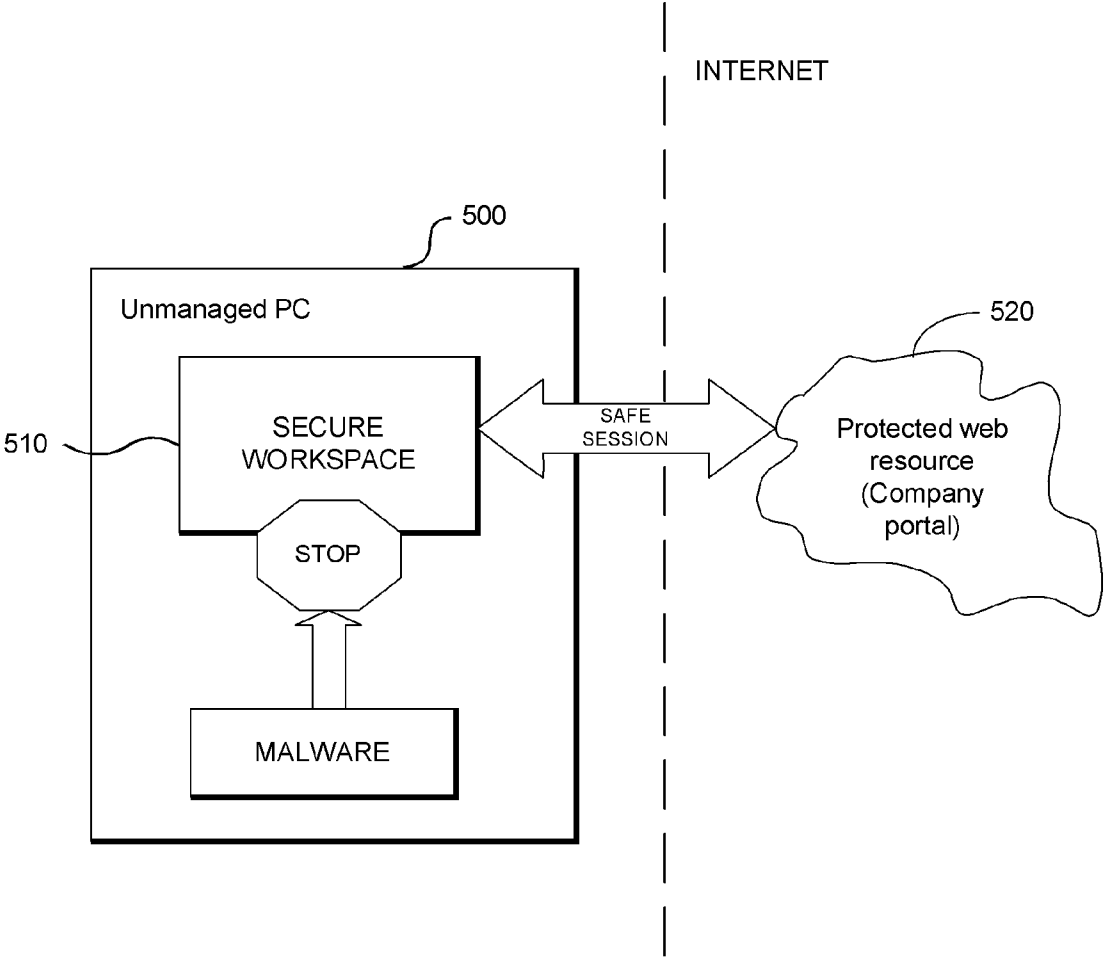 INTERNET
500
Unmanaged PC
520
SECURE
WORKSPACE
510
SAFE
SESSION
Protected web
resource
(Company
portal)
STOP
MALWARE